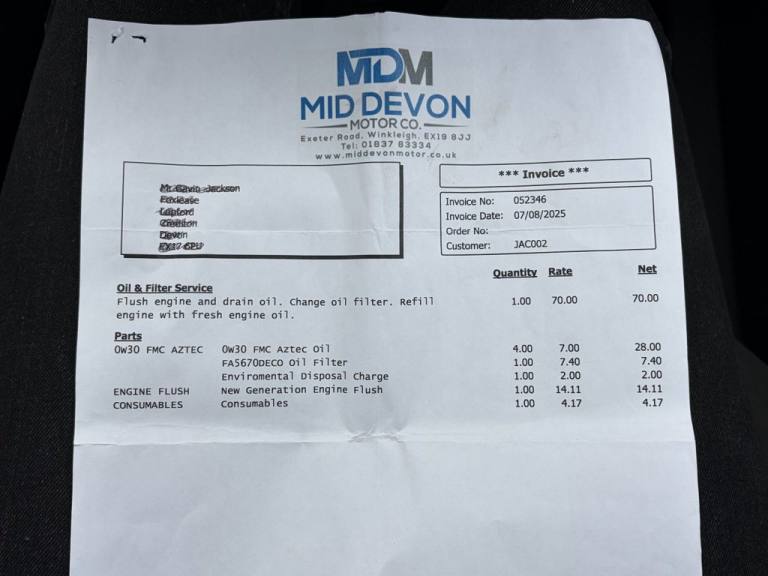 MDM
MID DEVON
MOTOR CO.
Exeter Road, Winkleigh, EX19 8JJ
Tel: 01837 83334
www.middevonmotor.co.uk
*** Invoice ***
Invoice No: 052346
Invoice Date: 07/08/2025
Order No:
Customer: JAC002
Quantity Rate Net
Oil & Filter Service
Flush engine and drain oil. Change oil filter. Refill 1.00 70.00 70.00
engine with fresh engine oil.
Parts
0W30 FMC AZTEC 0W30 FMC Aztec Oil 4.00 7.00 28.00
FA5670DECO Oil Filter 1.00 7.40 7.40
Enviromental Disposal Charge 1.00 2.00 2.00
ENGINE FLUSH New Generation Engine Flush 1.00 14.11 14.11
CONSUMABLES Consumables 1.00 4.17 4.17